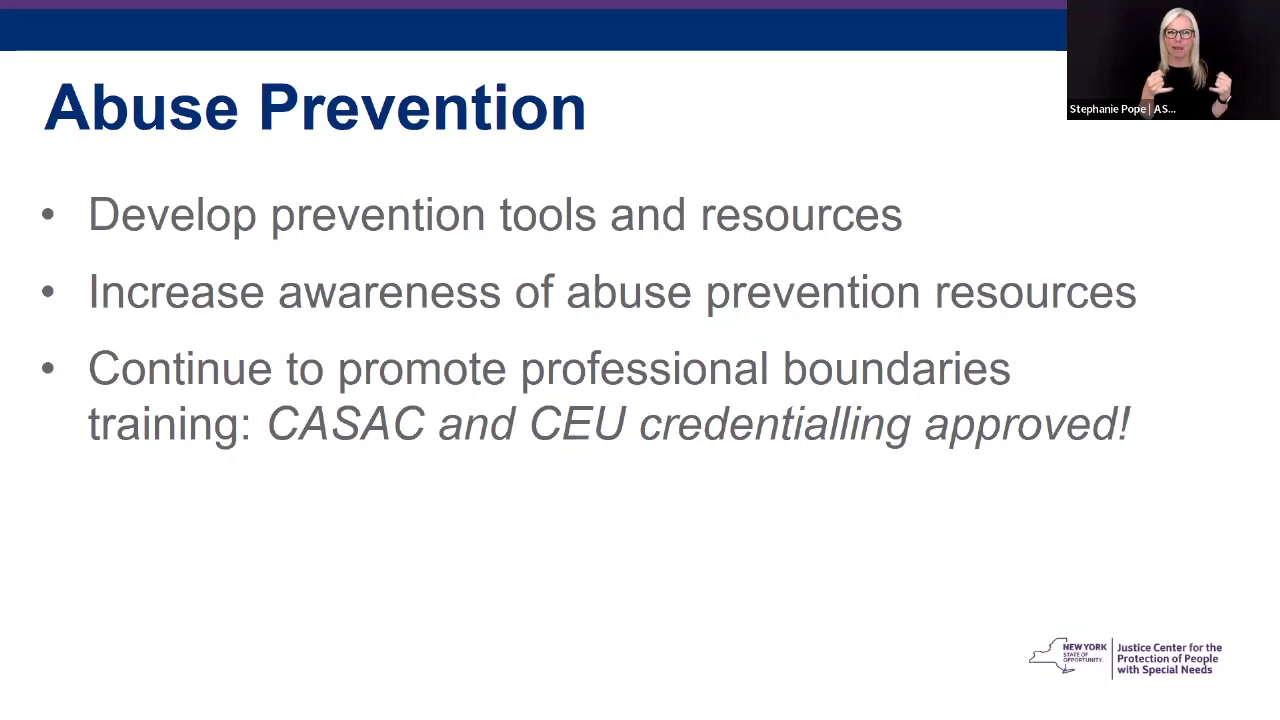 Stephanie Pope | AS...
Abuse Prevention
• Develop prevention tools and resources
• Increase awareness of abuse prevention resources
• Continue to promote professional boundaries
training: CASAC and CEU credentialling approved!
NEW YORK
STATE OF
OPPORTUNITY.
Justice Center for the
Protection of People
with Special Needs